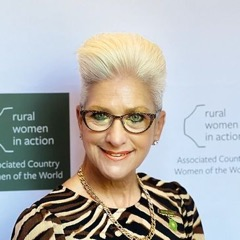 rural
women
in action
Associated Country
Women of the World
rural
women
in action
Associated Country
Women of the World